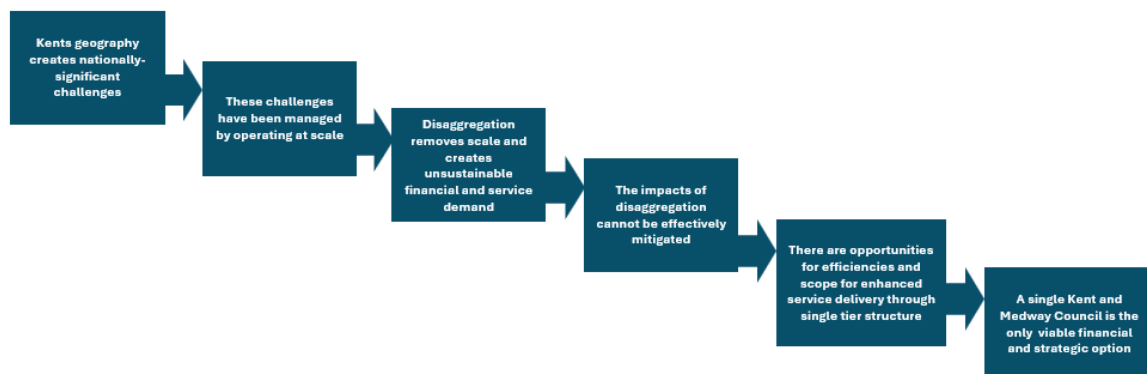 Kents geography
creates nationally-
significant
challenges
These challenges
have been managed
by operating at scale
Disaggregation
removes scale and
creates
unsustainable
financial and service
demand
The impacts of
disaggregation
cannot be effectively
mitigated
There are opportunities
for efficiencies and
scope for enhanced
service delivery through
single tier structure
A single Kent and
Medway Council is the
only viable financial
and strategic option